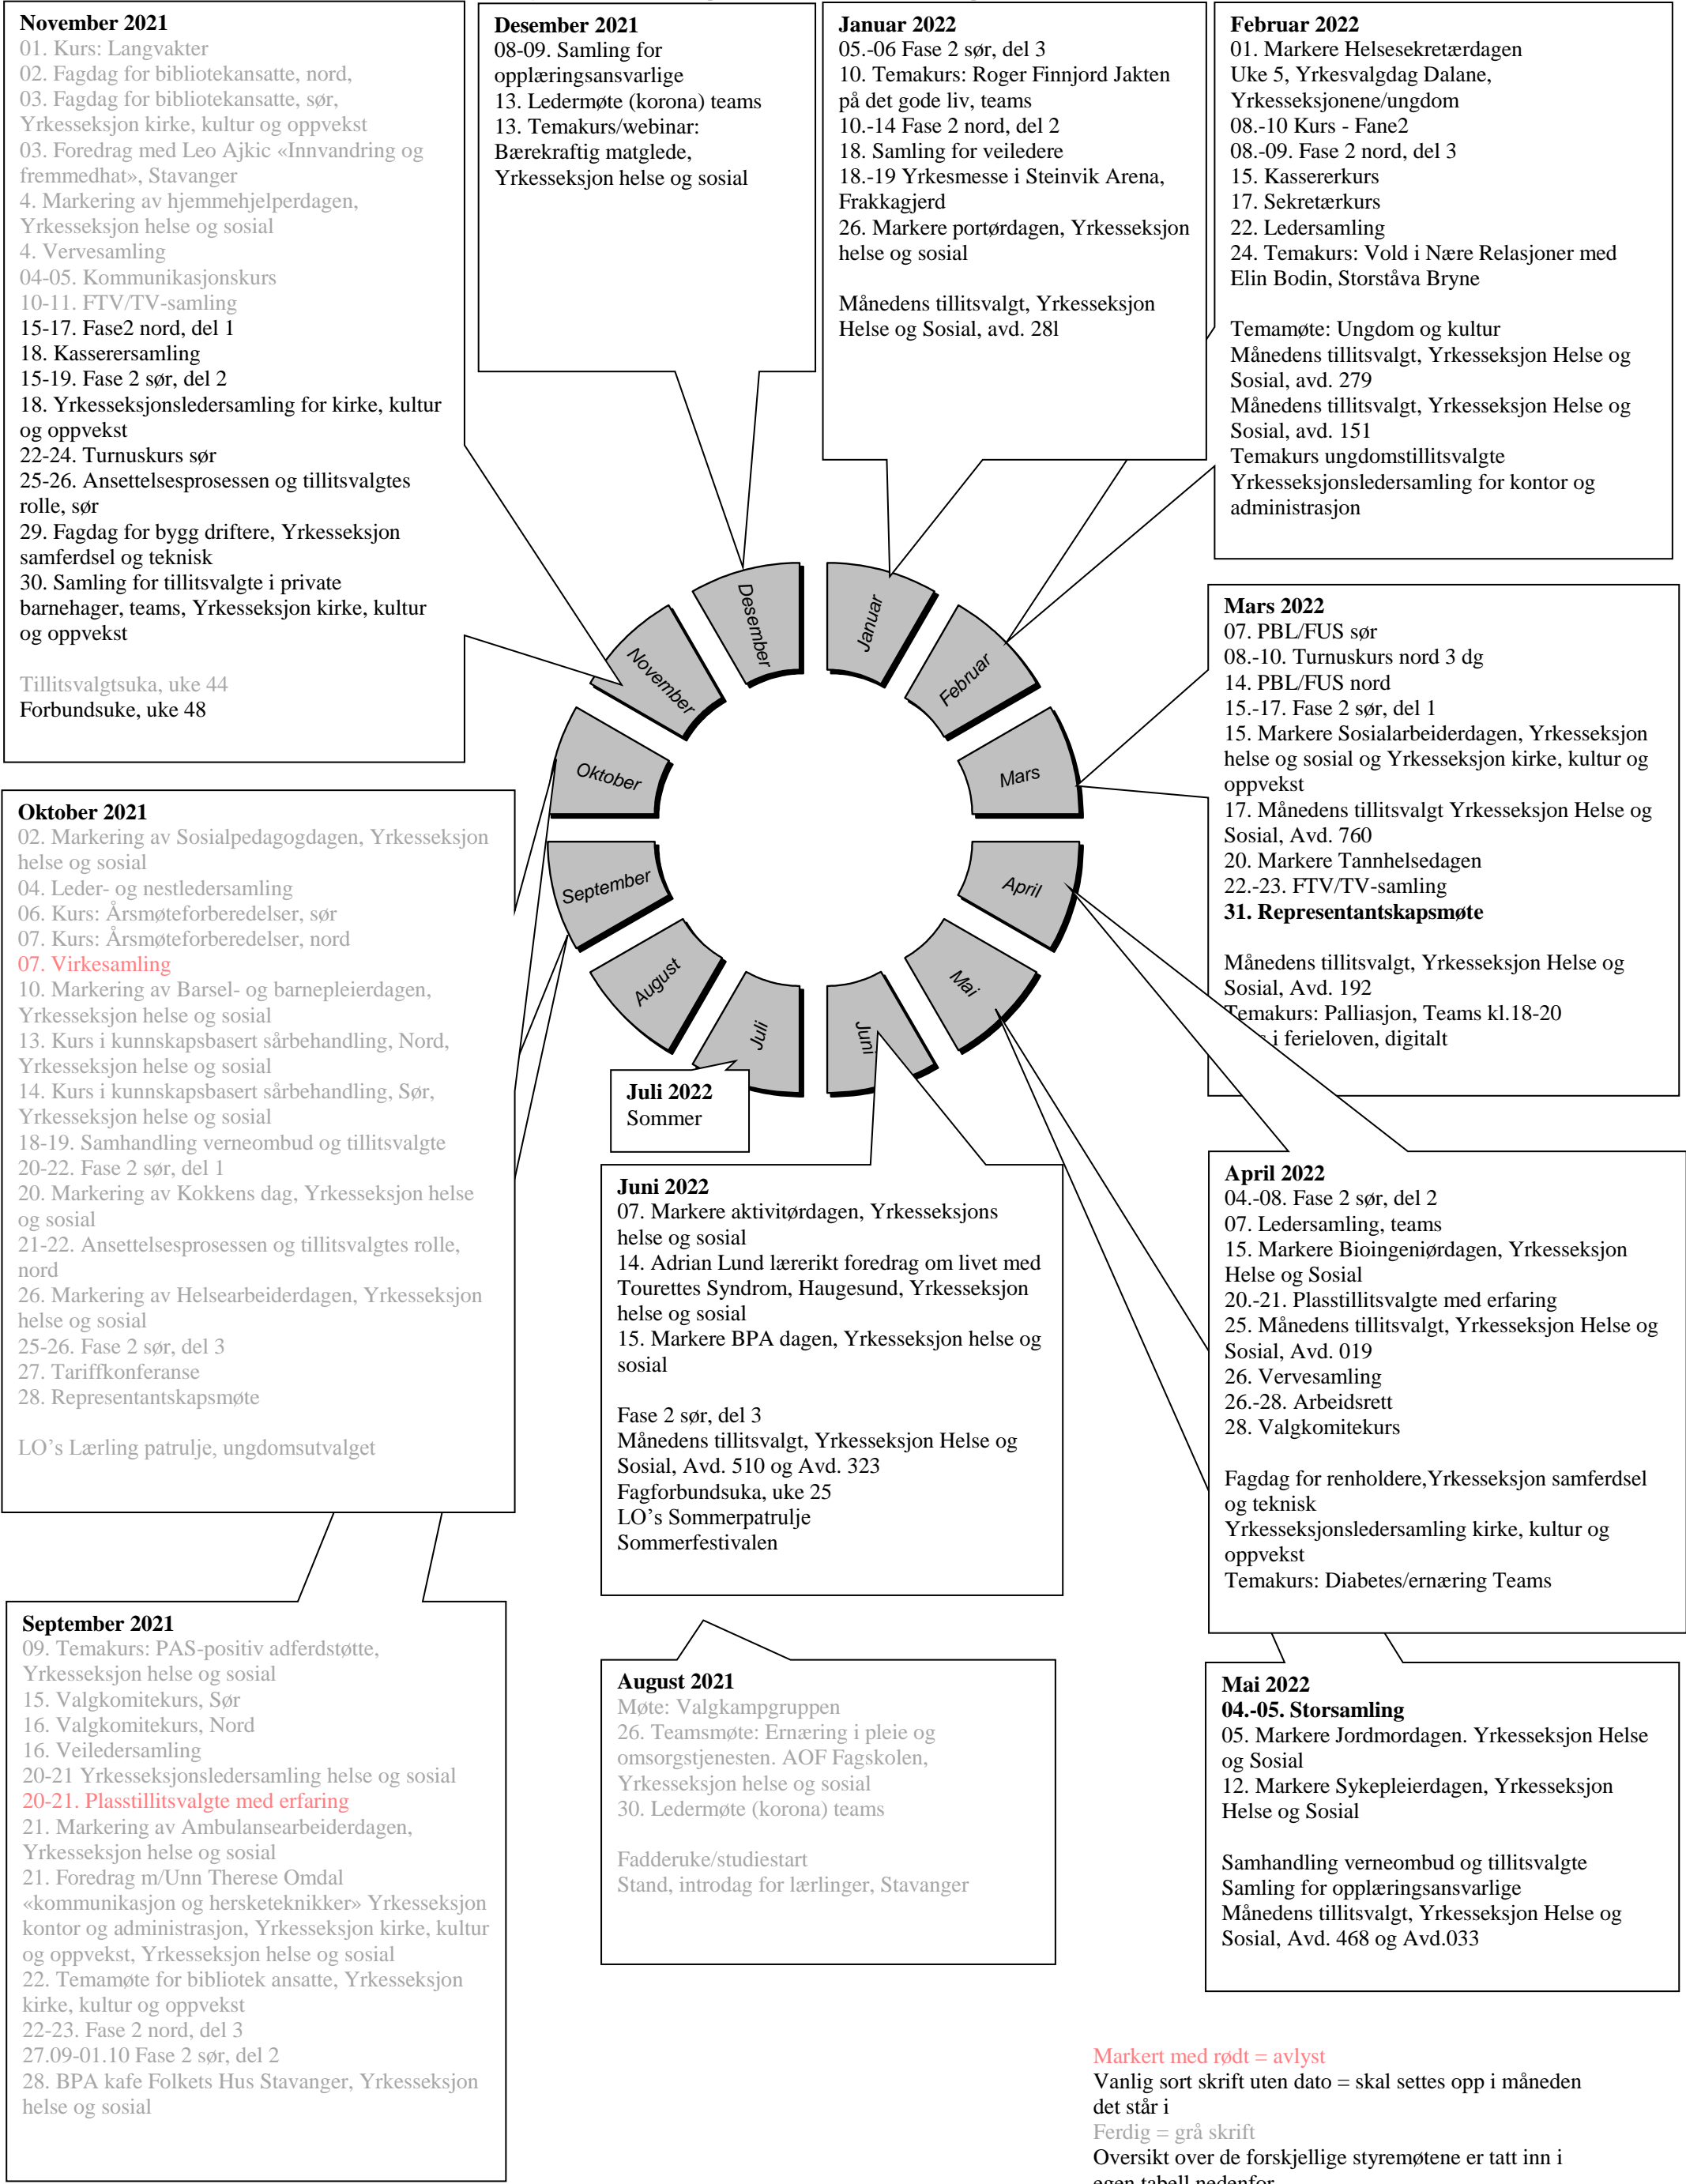 November 2021
01. Kurs: Langvakter
02. Fagdag for bibliotekansatte, nord,
03. Fagdag for bibliotekansatte, sør,
Yrkesseksjon kirke, kultur og oppvekst
03. Foredrag med Leo Ajkic «Innvandring og
fremmedhat», Stavanger
4. Markering av hjemmehjelperdagen,
Yrkesseksjon helse og sosial
4. Vervesamling
04-05. Kommunikasjonskurs
10-11. FTV/TV-samling
15-17. Fase2 nord, del 1
18. Kasserersamling
15-19. Fase 2 sør, del 2
18. Yrkesseksjonsledersamling for kirke, kultur
og oppvekst
22-24. Turnuskurs sør
25-26. Ansettelsesprosessen og tillitsvalgtes
rolle, sør
29. Fagdag for bygg driftere, Yrkesseksjon
samferdsel og teknisk
30. Samling for tillitsvalgte i private
barnehager, teams, Yrkesseksjon kirke, kultur
og oppvekst
Tillitsvalgtsuka, uke 44
Forbundsuke, uke 48
Desember 2021
08-09. Samling for
opplæringsansvarlige
13. Ledermøte (korona) teams
13. Temakurs/webinar:
Bærekraftig matglede,
Yrkesseksjon helse og sosial
Januar 2022
05.-06 Fase 2 sør, del 3
10. Temakurs: Roger Finnjord Jakten
på det gode liv, teams
10.-14 Fase 2 nord, del 2
18. Samling for veiledere
18.-19 Yrkesmesse i Steinvik Arena,
Frakkagjerd
26. Markere portørdagen, Yrkesseksjon
helse og sosial
Månedens tillitsvalgt, Yrkesseksjon
Helse og Sosial, avd. 28l
Februar 2022
01. Markere Helsesekretærdagen
Uke 5, Yrkesvalgdag Dalane,
Yrkesseksjonene/ungdom
08.-10 Kurs - Fane2
08.-09. Fase 2 nord, del 3
15. Kassererkurs
17. Sekretærkurs
22. Ledersamling
24. Temakurs: Vold i Nære Relasjoner med
Elin Bodin, Storståva Bryne
Temamøte: Ungdom og kultur
Månedens tillitsvalgt, Yrkesseksjon Helse og
Sosial, avd. 279
Månedens tillitsvalgt, Yrkesseksjon Helse og
Sosial, avd. 151
Temakurs ungdomstillitsvalgte
Yrkesseksjonsledersamling for kontor og
administrasjon
Desember
Januar
November
Februar
Oktober
Mars
September
April
August
Mai
Juli
Juni
Mars 2022
07. PBL/FUS sør
08.-10. Turnuskurs nord 3 dg
14. PBL/FUS nord
15.-17. Fase 2 sør, del 1
15. Markere Sosialarbeiderdagen, Yrkesseksjon
helse og sosial og Yrkesseksjon kirke, kultur og
oppvekst
17. Månedens tillitsvalgt Yrkesseksjon Helse og
Sosial, Avd. 760
20. Markere Tannhelsedagen
22.-23. FTV/TV-samling
31. Representantskapsmøte
Månedens tillitsvalgt, Yrkesseksjon Helse og
Sosial, Avd. 192
Temakurs: Palliasjon, Teams kl.18-20
i ferieloven, digitalt
Oktober 2021
02. Markering av Sosialpedagogdagen, Yrkesseksjon
helse og sosial
04. Leder- og nestledersamling
06. Kurs: Årsmøteforberedelser, sør
07. Kurs: Årsmøteforberedelser, nord
07. Virkesamling
10. Markering av Barsel- og barnepleierdagen,
Yrkesseksjon helse og sosial
13. Kurs i kunnskapsbasert sårbehandling, Nord,
Yrkesseksjon helse og sosial
14. Kurs i kunnskapsbasert sårbehandling, Sør,
Yrkesseksjon helse og sosial
18-19. Samhandling verneombud og tillitsvalgte
20-22. Fase 2 sør, del 1
20. Markering av Kokkens dag, Yrkesseksjon helse
og sosial
21-22. Ansettelsesprosessen og tillitsvalgtes rolle,
nord
26. Markering av Helsearbeiderdagen, Yrkesseksjon
helse og sosial
25-26. Fase 2 sør, del 3
27. Tariffkonferanse
28. Representantskapsmøte
LO’s Lærling patrulje, ungdomsutvalget
Juli 2022
Sommer
Juni 2022
07. Markere aktivitørdagen, Yrkesseksjons
helse og sosial
14. Adrian Lund lærerikt foredrag om livet med
Tourettes Syndrom, Haugesund, Yrkesseksjon
helse og sosial
15. Markere BPA dagen, Yrkesseksjon helse og
sosial
Fase 2 sør, del 3
Månedens tillitsvalgt, Yrkesseksjon Helse og
Sosial, Avd. 510 og Avd. 323
Fagforbundsuka, uke 25
LO’s Sommerpatrulje
Sommerfestivalen
April 2022
04.-08. Fase 2 sør, del 2
07. Ledersamling, teams
15. Markere Bioingeniørdagen, Yrkesseksjon
Helse og Sosial
20.-21. Plasstillitsvalgte med erfaring
25. Månedens tillitsvalgt, Yrkesseksjon Helse og
Sosial, Avd. 019
26. Vervesamling
26.-28. Arbeidsrett
28. Valgkomitekurs
Fagdag for renholdere,Yrkesseksjon samferdsel
og teknisk
Yrkesseksjonsledersamling kirke, kultur og
oppvekst
Temakurs: Diabetes/ernæring Teams
September 2021
09. Temakurs: PAS-positiv adferdstøtte,
Yrkesseksjon helse og sosial
15. Valgkomitekurs, Sør
16. Valgkomitekurs, Nord
16. Veiledersamling
20-21 Yrkesseksjonsledersamling helse og sosial
20-21. Plasstillitsvalgte med erfaring
21. Markering av Ambulansearbeiderdagen,
Yrkesseksjon helse og sosial
21. Foredrag m/Unn Therese Omdal
«kommunikasjon og hersketeknikker» Yrkesseksjon
kontor og administrasjon, Yrkesseksjon kirke, kultur
og oppvekst, Yrkesseksjon helse og sosial
22. Temamøte for bibliotek ansatte, Yrkesseksjon
kirke, kultur og oppvekst
22-23. Fase 2 nord, del 3
27.09-01.10 Fase 2 sør, del 2
28. BPA kafe Folkets Hus Stavanger, Yrkesseksjon
helse og sosial
August 2021
Møte: Valgkampgruppen
26. Teamsmøte: Ernæring i pleie og
omsorgstjenesten. AOF Fagskolen,
Yrkesseksjon helse og sosial
30. Ledermøte (korona) teams
Fadderuke/studiestart
Stand, introdag for lærlinger, Stavanger
Mai 2022
04.-05. Storsamling
05. Markere Jordmordagen. Yrkesseksjon Helse
og Sosial
12. Markere Sykepleierdagen, Yrkesseksjon
Helse og Sosial
Samhandling verneombud og tillitsvalgte
Samling for opplæringsansvarlige
Månedens tillitsvalgt, Yrkesseksjon Helse og
Sosial, Avd. 468 og Avd.033
Markert med rødt = avlyst
Vanlig sort skrift uten dato = skal settes opp i måneden
det står i
Ferdig = grå skrift
Oversikt over de forskjellige styremøtene er tatt inn i
egen tabell nedenfor